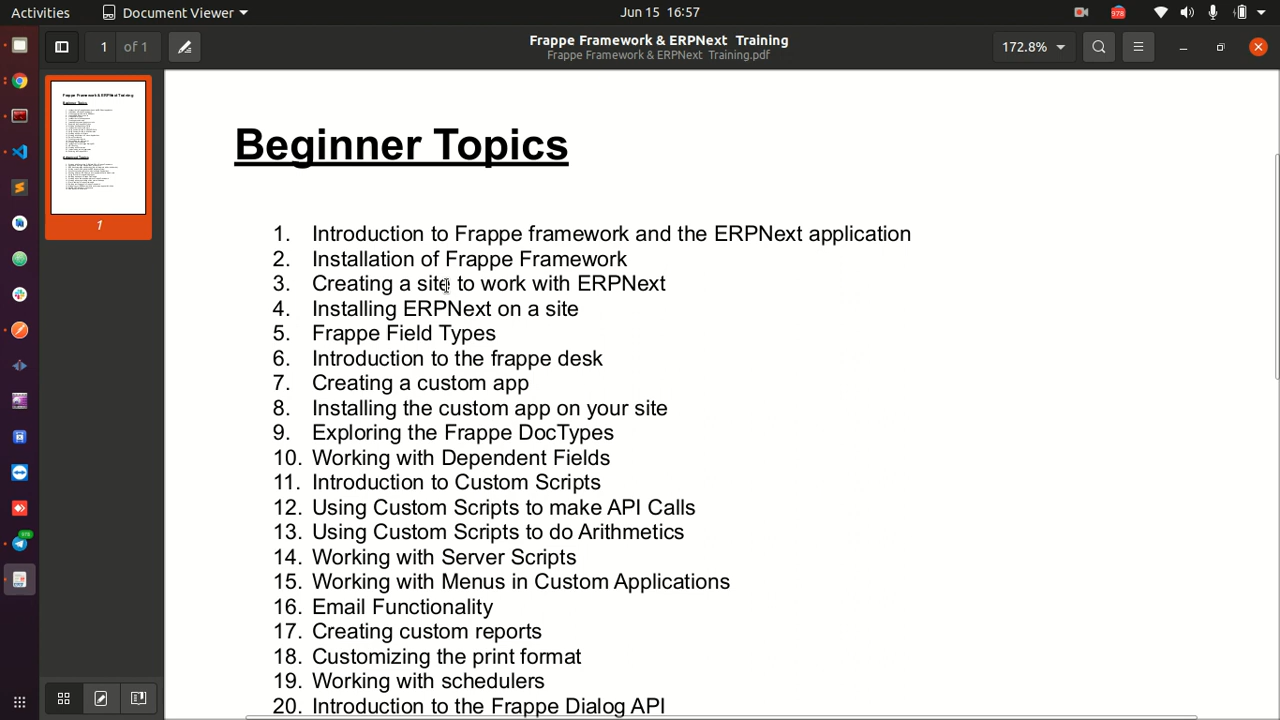 Activities
Document Viewer
Jun 15 16:57
978
1 of 1
Frappe Framework & ERPNext Training
Frappe Framework & ERPNext Training.pdf
172.8%
Frappe Framework & ERPNext Training
Beginner Topics
1
Beginner Topics
1. Introduction to Frappe framework and the ERPNext application
2. Installation of Frappe Framework
3. Creating a site to work with ERPNext
4. Installing ERPNext on a site
5. Frappe Field Types
6. Introduction to the frappe desk
7. Creating a custom app
8. Installing the custom app on your site
9. Exploring the Frappe DocTypes
10. Working with Dependent Fields
11. Introduction to Custom Scripts
12. Using Custom Scripts to make API Calls
13. Using Custom Scripts to do Arithmetics
14. Working with Server Scripts
15. Working with Menus in Custom Applications
16. Email Functionality
17. Creating custom reports
18. Customizing the print format
19. Working with schedulers
20. Introduction to the Frappe Dialog API